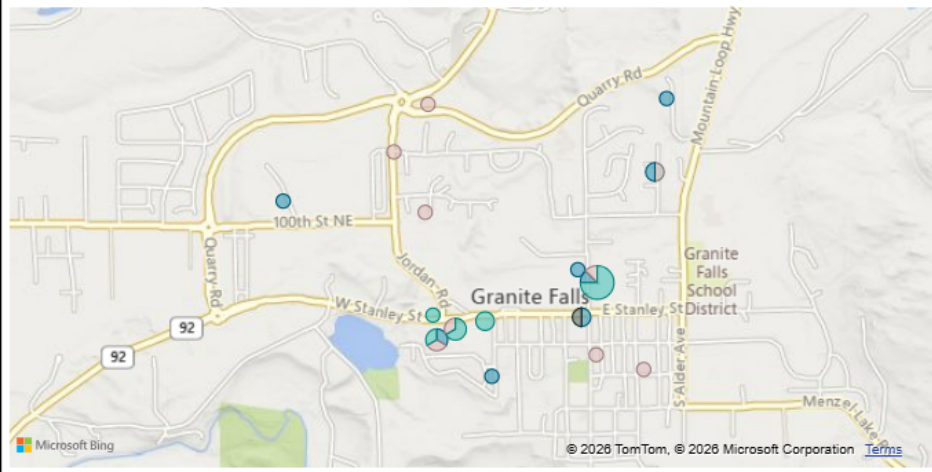 Quarry Rd
Mountain Loop Hwy
100th St NE
Quarry Rd
Jordan Rd
Granite
Falls
School
District
Granite Falls
W Stanley St
E Stanley St
92
92
S Alder Ave
Menzel Lake R
Microsoft Bing
© 2026 TomTom, © 2026 Microsoft Corporation Terms